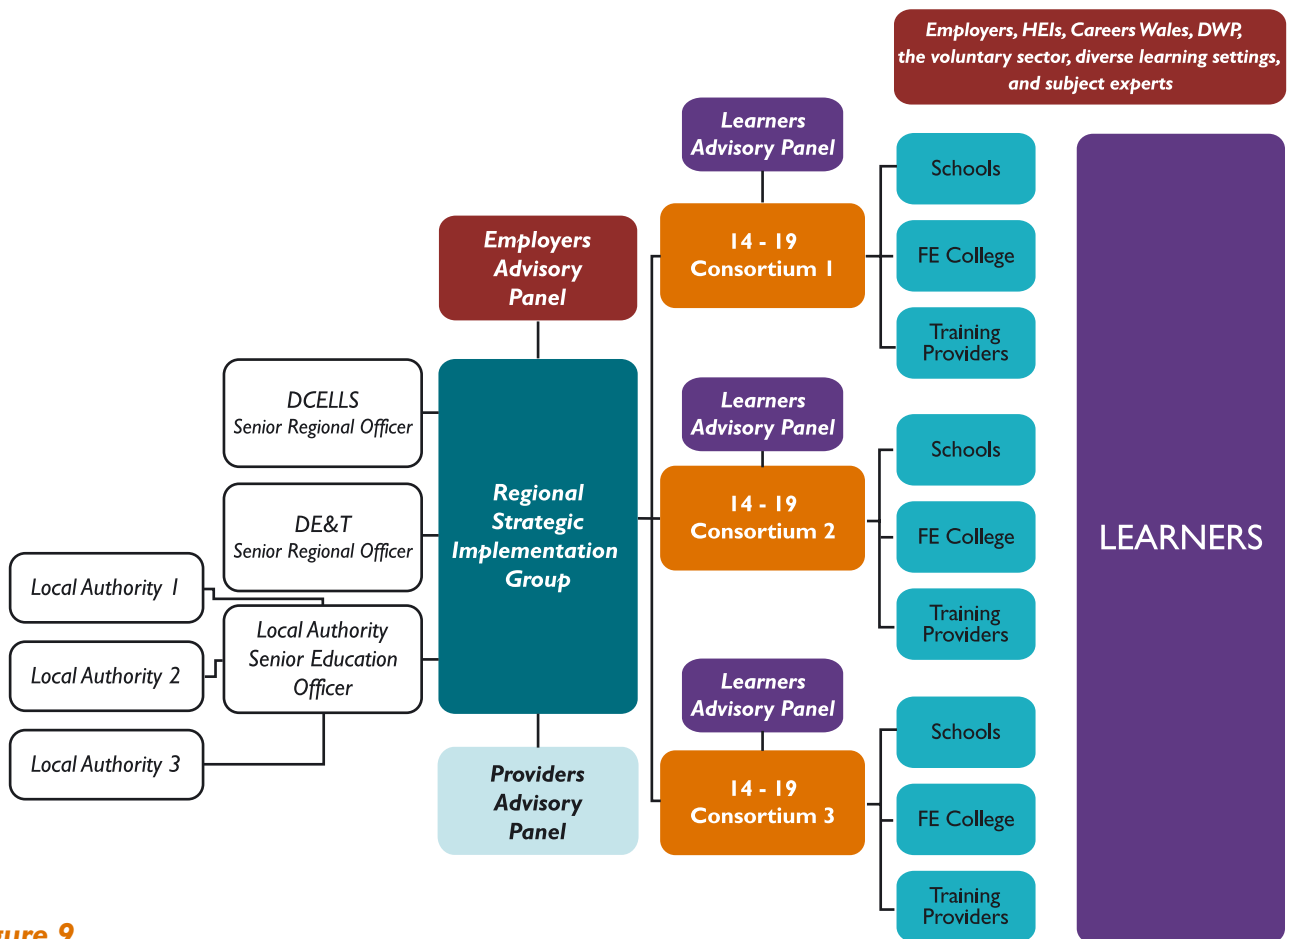 Employers, HEIs, Careers Wales, DWP,
the voluntary sector, diverse learning settings,
and subject experts
Learners
Advisory Panel
Schools
14 - 19
Consortium 1
FE College
Training
Providers
Employers
Advisory
Panel
DCELLS
Senior Regional Officer
DE&T
Senior Regional Officer
Local Authority 1
Local Authority 2
Local Authority 3
Local Authority
Senior Education
Officer
Regional
Strategic
Implementation
Group
Providers
Advisory
Panel
Learners
Advisory Panel
Schools
14 - 19
Consortium 2
FE College
Training
Providers
Learners
Advisory Panel
Schools
14 - 19
Consortium 3
FE College
Training
Providers
LEARNERS
gure 9